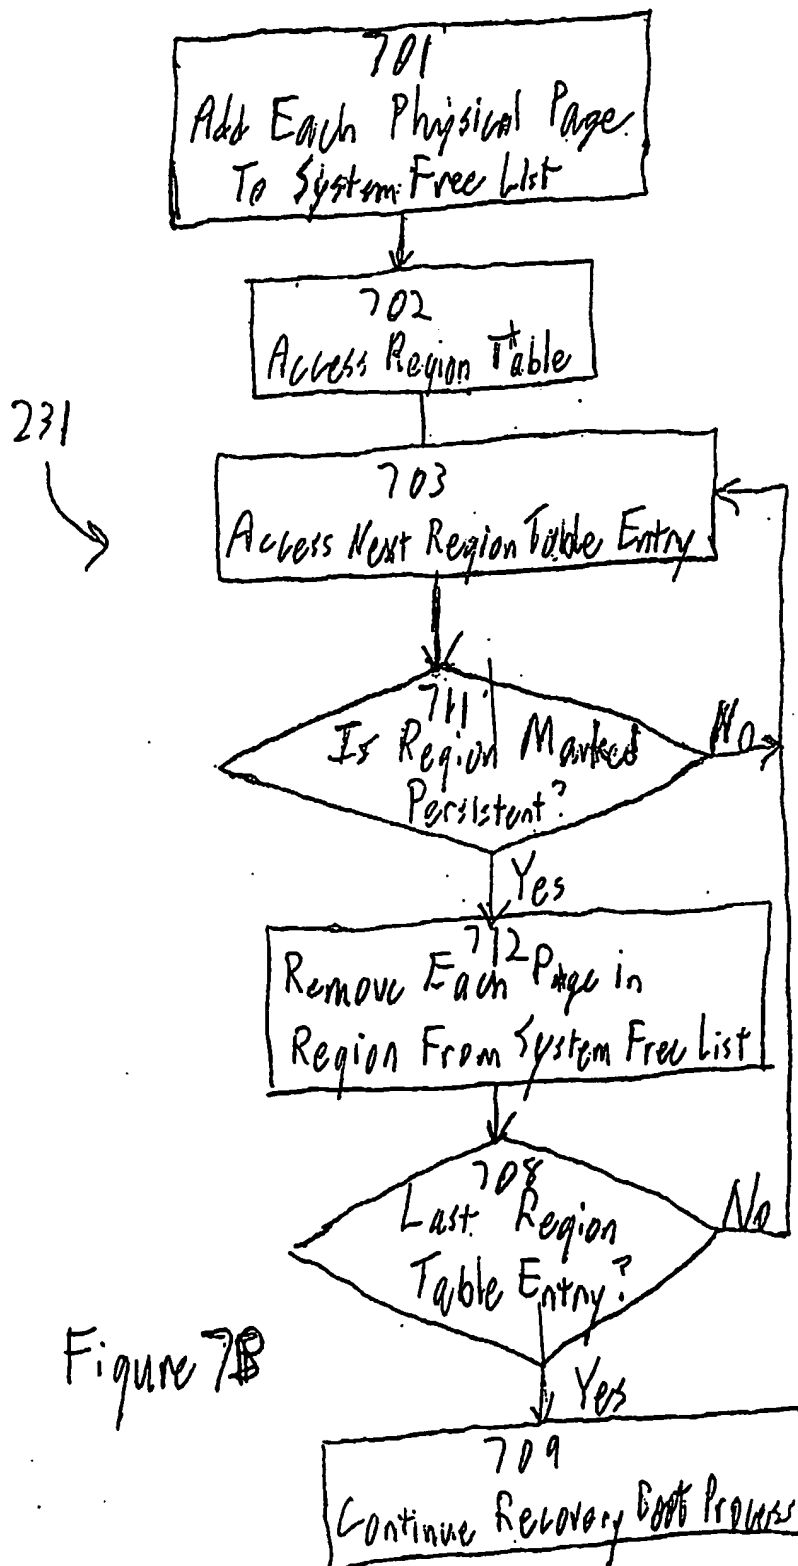 701
Add Each Physical Page
To System Free List
702
Access Region Table
231
703
Access Next Region Table Entry
711
Is Region Marked
Persistent?
No
Yes
712
Remove Each Page in
Region From System Free List
708
Last Region
Table Entry?
No
Figure 7B
Yes
709
Continue Recovery Boot Process